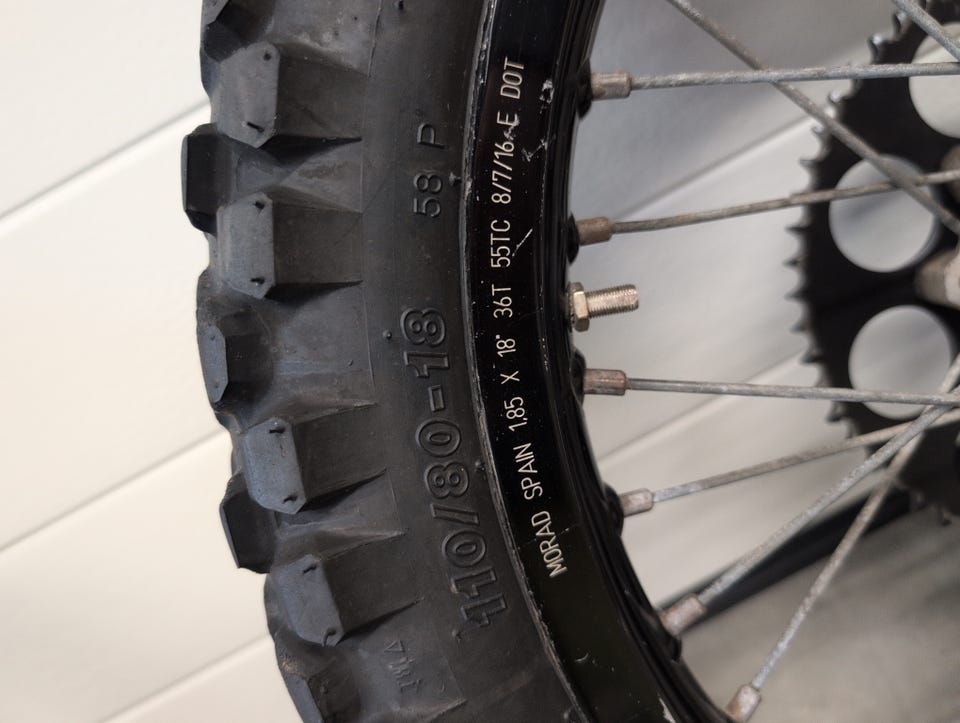 110/80-18 58 P
MORAD SPAIN 1,85 X 18" 36T 55TC 8/7/16 E DOT